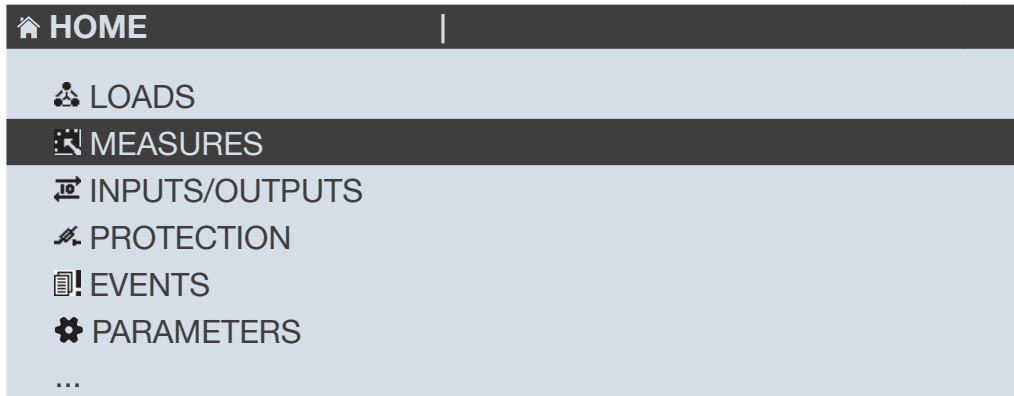 HOME |
LOADS
MEASURES
INPUTS/OUTPUTS
PROTECTION
EVENTS
PARAMETERS
...